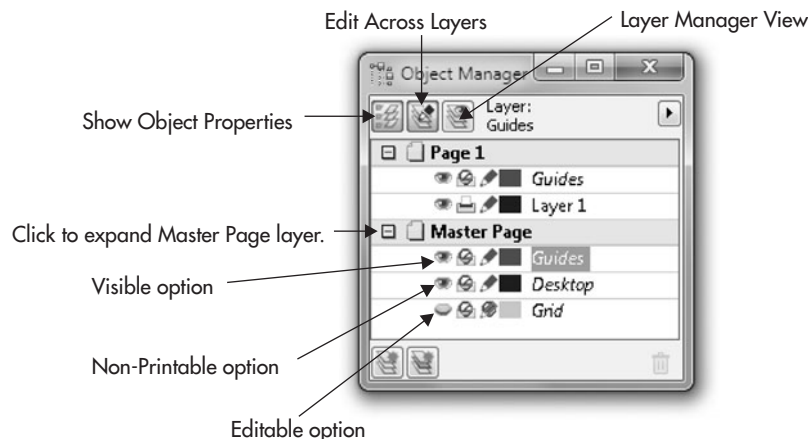 Edit Across Layers
Layer Manager View
Object Manager
Show Object Properties
Layer:
Guides
Page 1
Guides
Layer 1
Click to expand Master Page layer.
Master Page
Guides
Visible option
Desktop
Grid
Non-Printable option
Editable option